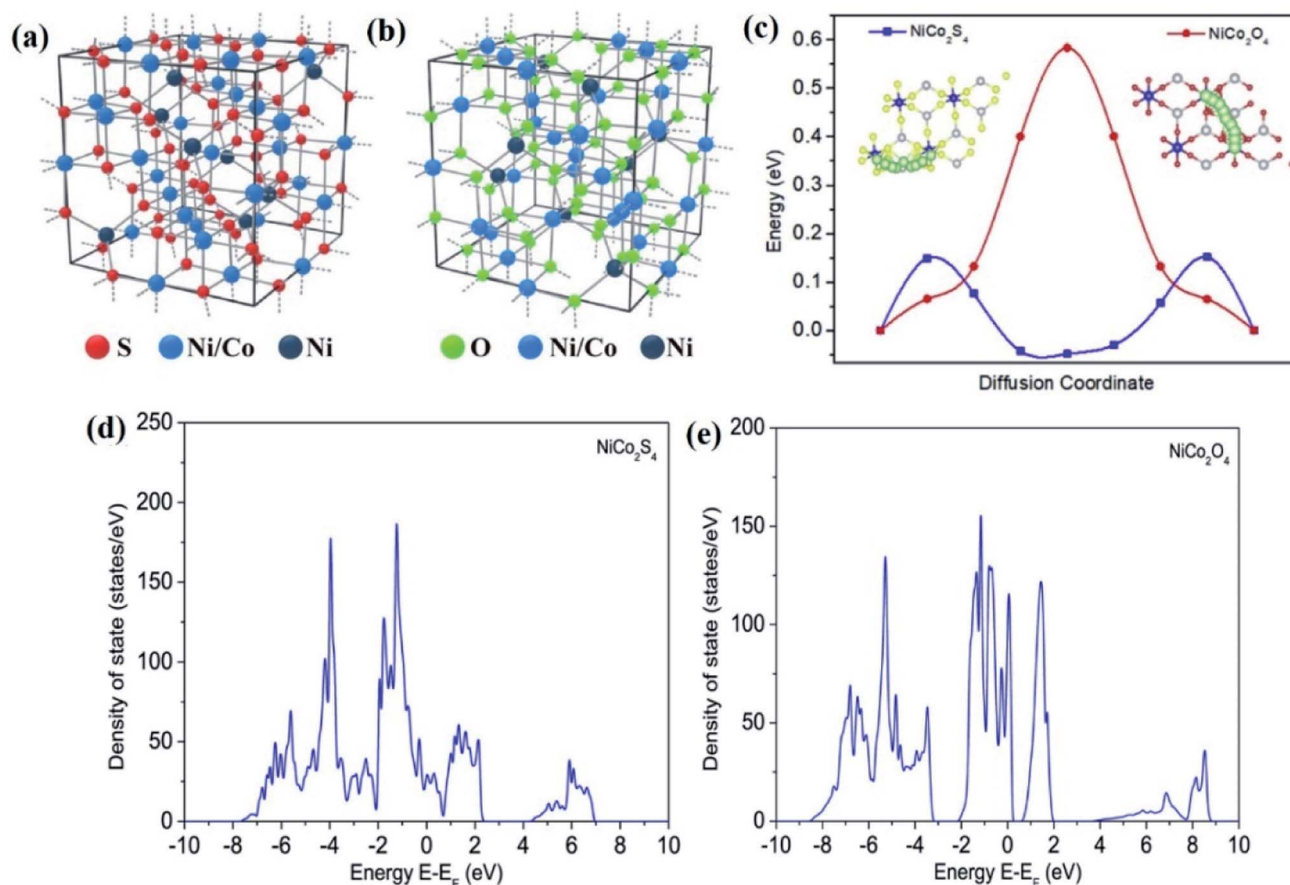 (a)
S Ni/Co Ni
(b)
O Ni/Co Ni
(c)
NiCo₂S₄
NiCo₂O₄
0.6
0.5
0.4
0.3
0.2
0.1
0.0
Energy (eV)
Diffusion Coordinate
(d)
NiCo₂S₄
250
200
150
100
50
0
Density of state (states/eV)
-10 -8 -6 -4 -2 0 2 4 6 8 10
Energy E-E_F (eV)
(e)
NiCo₂O₄
200
150
100
50
0
Density of state (states/eV)
-10 -8 -6 -4 -2 0 2 4 6 8 10
Energy E-E_F (eV)